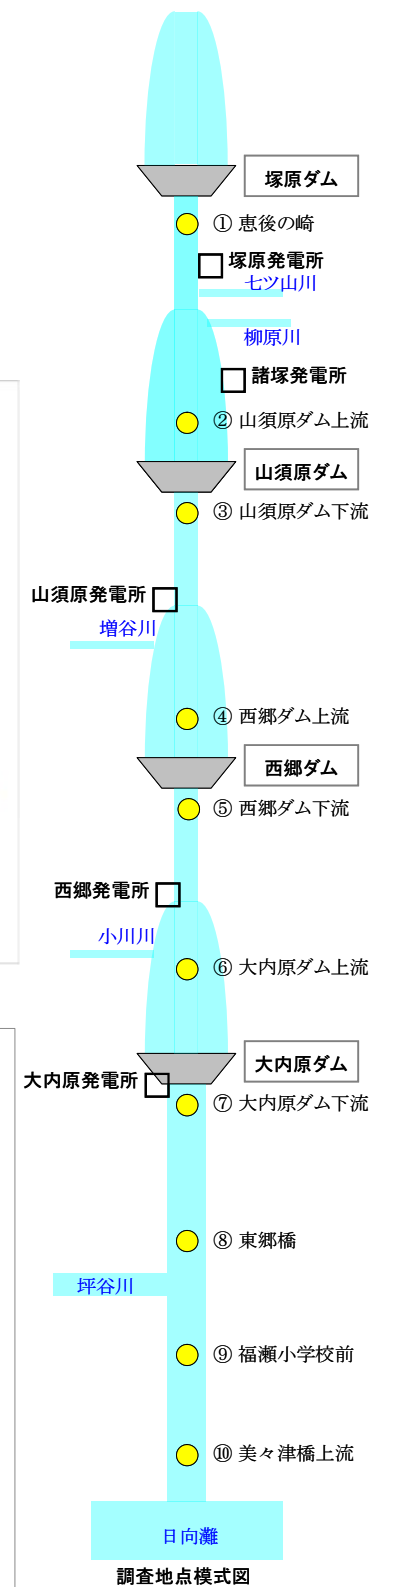 塚原ダム
① 恵後の崎
塚原発電所
七ツ山川
柳原川
諸塚発電所
② 山須原ダム上流
山須原ダム
③ 山須原ダム下流
山須原発電所
増谷川
④ 西郷ダム上流
西郷ダム
⑤ 西郷ダム下流
西郷発電所
小川川
⑥ 大内原ダム上流
大内原ダム
大内原発電所
⑦ 大内原ダム下流
⑧ 東郷橋
坪谷川
⑨ 福瀬小学校前
⑩ 美々津橋上流
日向灘
調査地点模式図